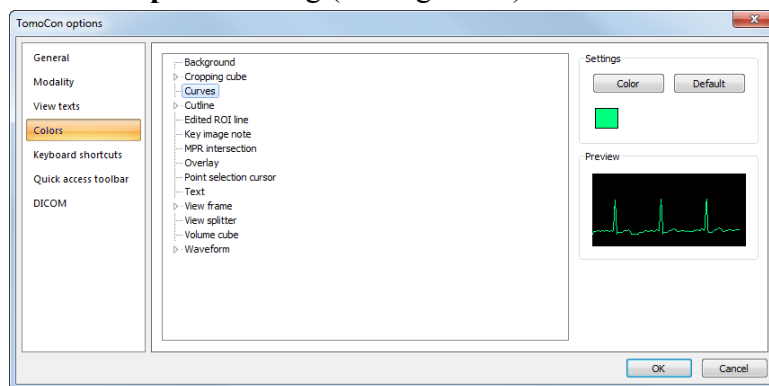 TomoCon options
General
Modality
View texts
Colors
Keyboard shortcuts
Quick access toolbar
DICOM
Background
Cropping cube
Curves
Cutline
Edited ROI line
Key image note
MPR intersection
Overlay
Point selection cursor
Text
View frame
View splitter
Volume cube
Waveform
Settings
Color Default
Preview
OK Cancel